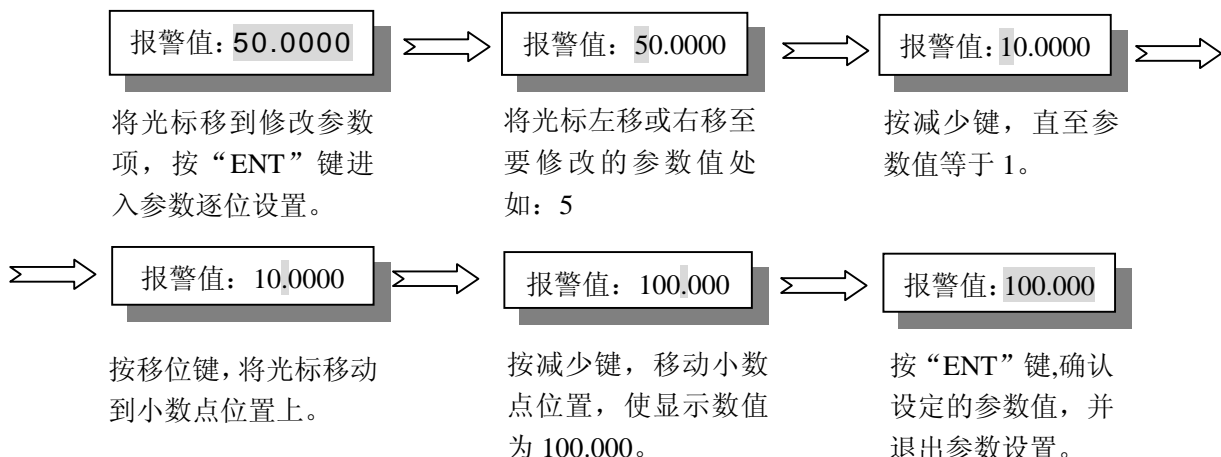 报警值：50.0000
将光标移到修改参数
项，按“ENT”键进
入参数逐位设置。
报警值：50.0000
将光标左移或右移至
要修改的参数值处
如：5
报警值：10.0000
按减少键，直至参
数值等于 1。
报警值：10.0000
按移位键，将光标移动
到小数点位置上。
报警值：100.000
按减少键，移动小数
点位置，使显示数值
为 100.000。
报警值：100.000
按“ENT”键,确认
设定的参数值，并
退出参数设置。